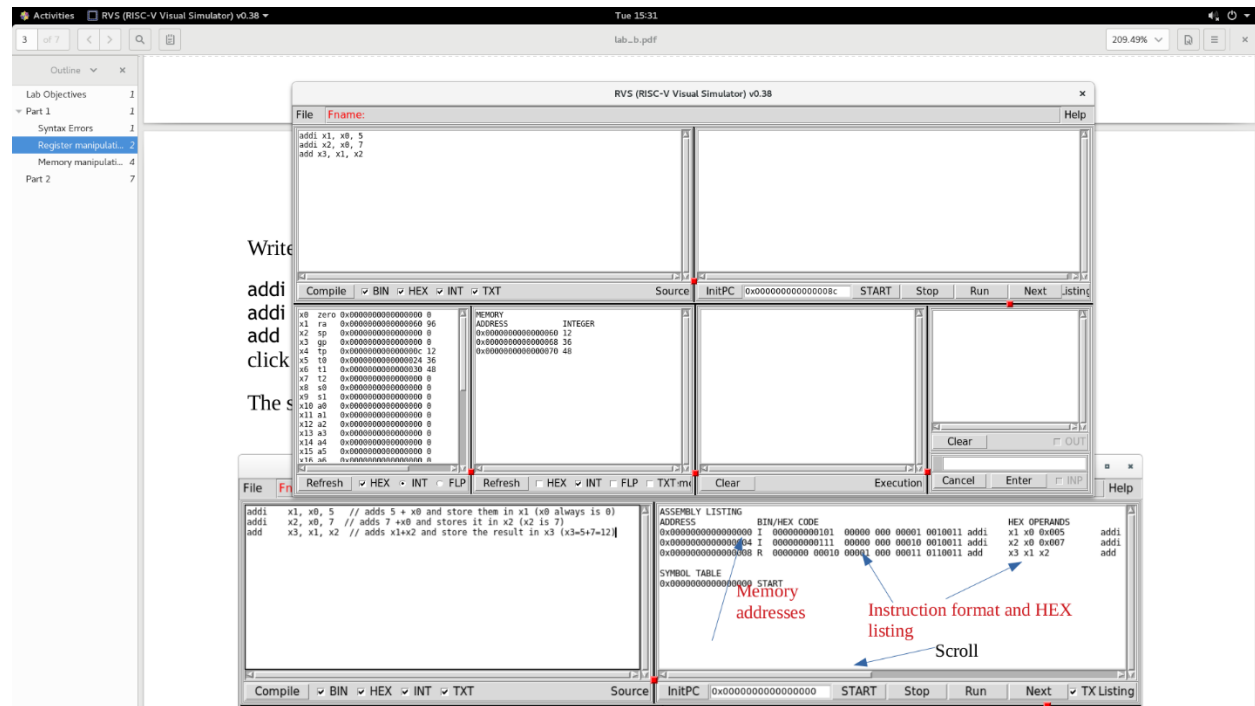 Activities RVS (RISC-V Visual Simulator) v0.38 Tue 15:31
3 of 7 lab_b.pdf 209.49%
Outline
Lab Objectives 1
Part 1 1
Syntax Errors 1
Register manipulati... 2
Memory manipulati... 4
Part 2 7
Write
addi
addi
add
click
The s
RVS (RISC-V Visual Simulator) v0.38
File Fname: Help
addi x1, x0, 5
addi x2, x0, 7
add x3, x1, x2
Compile BIN HEX INT TXT Source InitPC 0x000000000000008c START Stop Run Next Listing
x0 zero 0x0000000000000000 0
x1 ra 0x0000000000000060 96
x2 sp 0x0000000000000000 0
x3 gp 0x0000000000000000 0
x4 tp 0x000000000000000c 12
x5 t0 0x0000000000000024 36
x6 t1 0x0000000000000030 48
x7 t2 0x0000000000000000 0
x8 s0 0x0000000000000000 0
x9 s1 0x0000000000000000 0
x10 a0 0x0000000000000000 0
x11 a1 0x0000000000000000 0
x12 a2 0x0000000000000000 0
x13 a3 0x0000000000000000 0
x14 a4 0x0000000000000000 0
x15 a5 0x0000000000000000 0
x16 a6 0x0000000000000000 0
MEMORY
ADDRESS INTEGER
0x0000000000000060 12
0x0000000000000068 36
0x0000000000000070 48
Clear OUT
Refresh HEX INT FLP Refresh HEX INT FLP TXT Clear Execution Cancel Enter INP
File Fn Help
addi x1, x0, 5 // adds 5 + x0 and store them in x1 (x0 always is 0)
addi x2, x0, 7 // adds 7 +x0 and stores it in x2 (x2 is 7)
add x3, x1, x2 // adds x1+x2 and store the result in x3 (x3=5+7=12)
ASSEMBLY LISTING
ADDRESS BIN/HEX CODE HEX OPERANDS
0x0000000000000000 I 000000000101 00000 000 00001 0010011 addi x1 x0 0x005 addi
0x0000000000000004 I 000000000111 00000 000 00010 0010011 addi x2 x0 0x007 addi
0x0000000000000008 R 0000000 00010 00001 000 00011 0110011 add x3 x1 x2 add
SYMBOL TABLE
0x0000000000000000 START
Memory
addresses
Instruction format and HEX
listing
Scroll
Compile BIN HEX INT TXT Source InitPC 0x0000000000000000 START Stop Run Next TX Listing